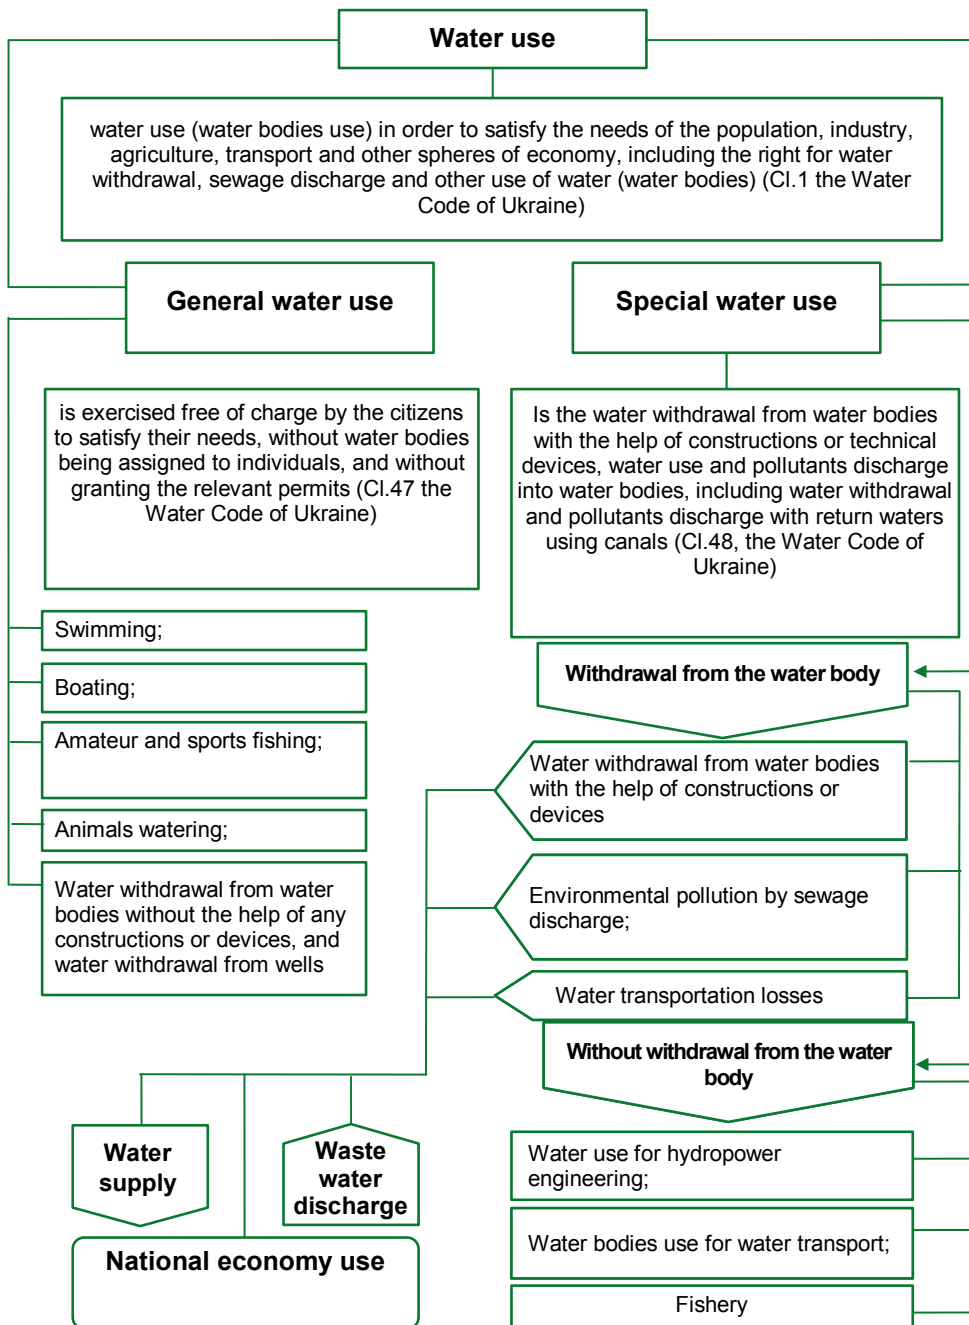 Water use
water use (water bodies use) in order to satisfy the needs of the population, industry,
agriculture, transport and other spheres of economy, including the right for water
withdrawal, sewage discharge and other use of water (water bodies) (Cl.1 the Water
Code of Ukraine)
General water use
is exercised free of charge by the citizens
to satisfy their needs, without water bodies
being assigned to individuals, and without
granting the relevant permits (Cl.47 the
Water Code of Ukraine)
Swimming;
Boating;
Amateur and sports fishing;
Animals watering;
Water withdrawal from water
bodies without the help of any
constructions or devices, and
water withdrawal from wells
Special water use
Is the water withdrawal from water bodies
with the help of constructions or technical
devices, water use and pollutants discharge
into water bodies, including water withdrawal
and pollutants discharge with return waters
using canals (Cl.48, the Water Code of
Ukraine)
Withdrawal from the water body
Water withdrawal from water bodies
with the help of constructions or
devices
Environmental pollution by sewage
discharge;
Water transportation losses
Without withdrawal from the water
body
Water use for hydropower
engineering;
Water bodies use for water transport;
Fishery
Water
supply
Waste
water
discharge
National economy use